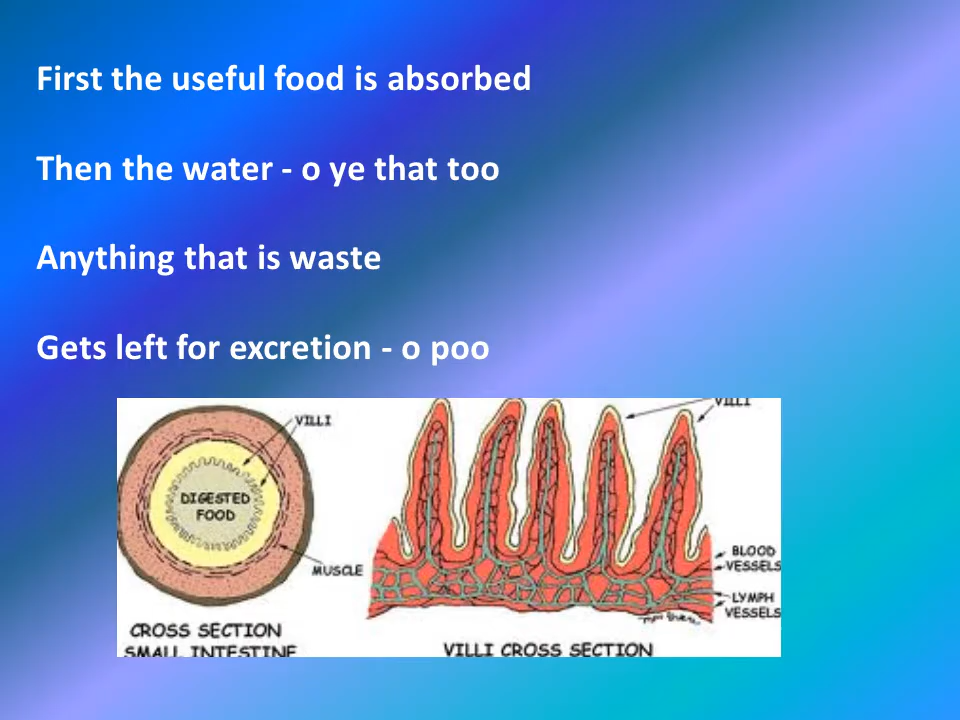 First the useful food is absorbed
Then the water - o ye that too
Anything that is waste
Gets left for excretion - o poo
VILLI
DIGESTED
FOOD
MUSCLE
CROSS SECTION
SMALL INTESTINE
VILLI
BLOOD
VESSELS
LYMPH
VESSELS
VILLI CROSS SECTION